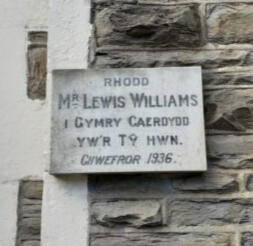 RHODD
MR LEWIS WILLIAMS
I GYMRY CAERDYDD
YW'R TŶ HWN.
CHWEFROR 1936.